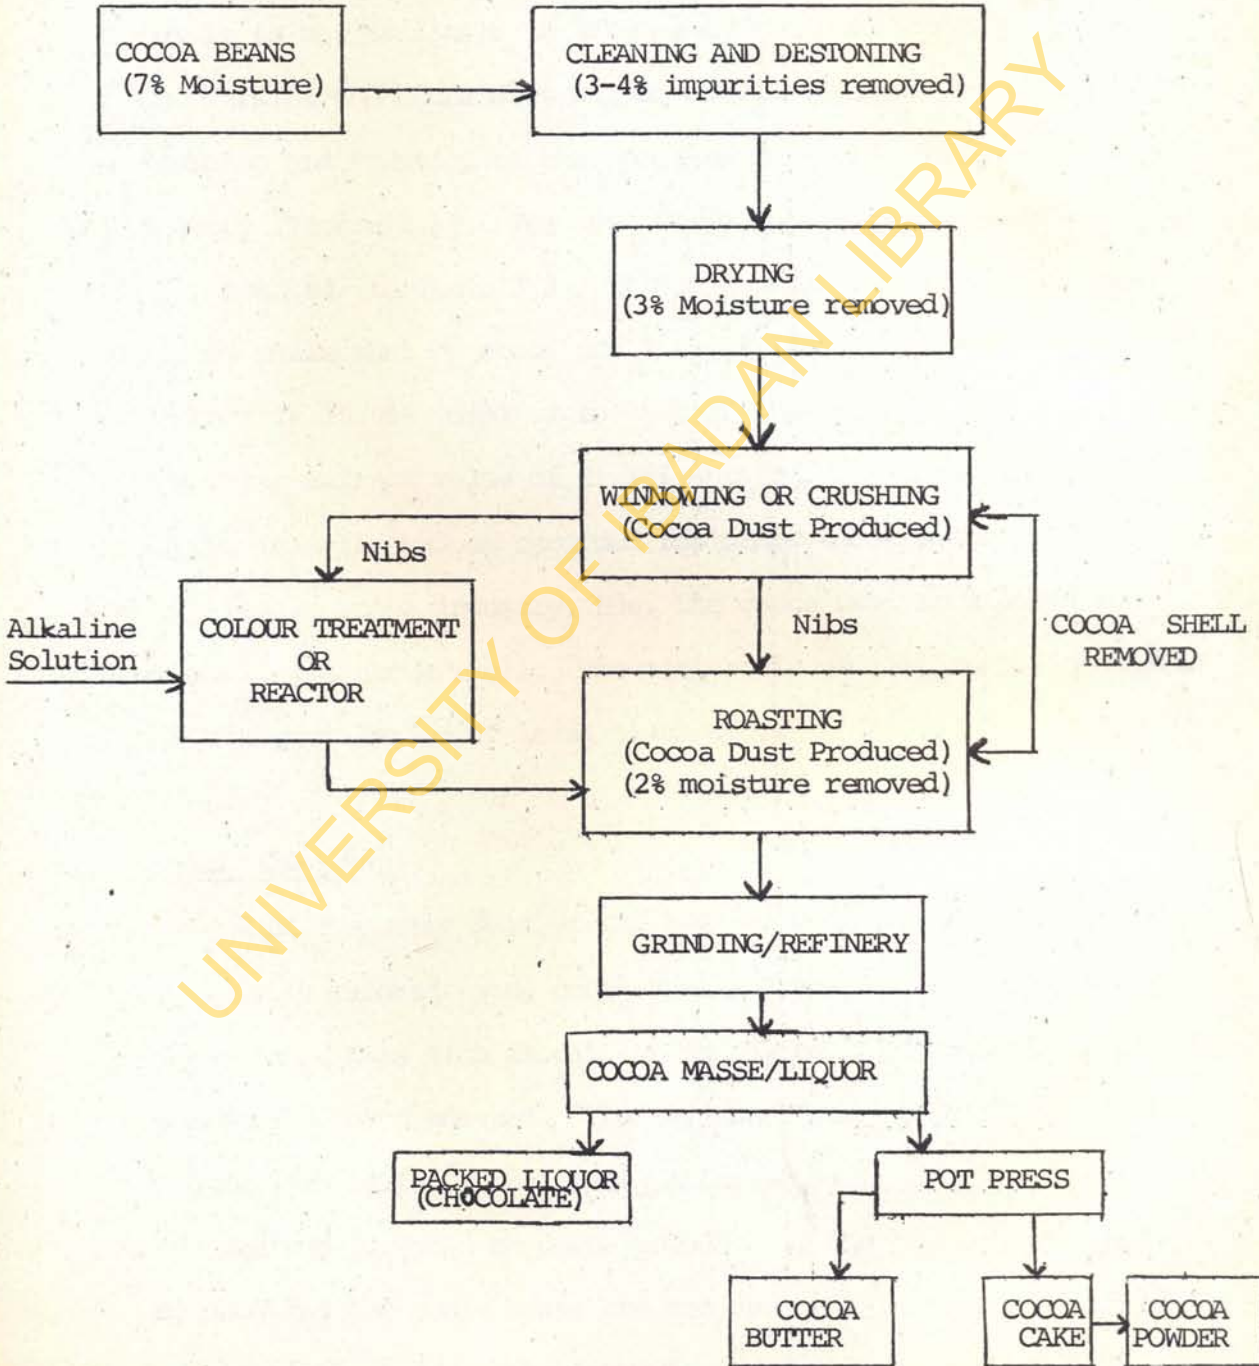 COCOA BEANS
(7% Moisture)
CLEANING AND DESTONING
(3-4% impurities removed)
DRYING
(3% Moisture removed)
WINNOWING OR CRUSHING
(Cocoa Dust Produced)
Nibs
Nibs
Alkaline
Solution
COLOUR TREATMENT
OR
REACTOR
COCOA SHELL
REMOVED
ROASTING
(Cocoa Dust Produced)
(2% moisture removed)
GRINDING/REFINERY
COCOA MASSE/LIQUOR
PACKED LIQUOR
(CHOCOLATE)
POT PRESS
COCOA
BUTTER
COCOA
CAKE
COCOA
POWDER
UNIVERSITY OF IBADAN LIBRARY